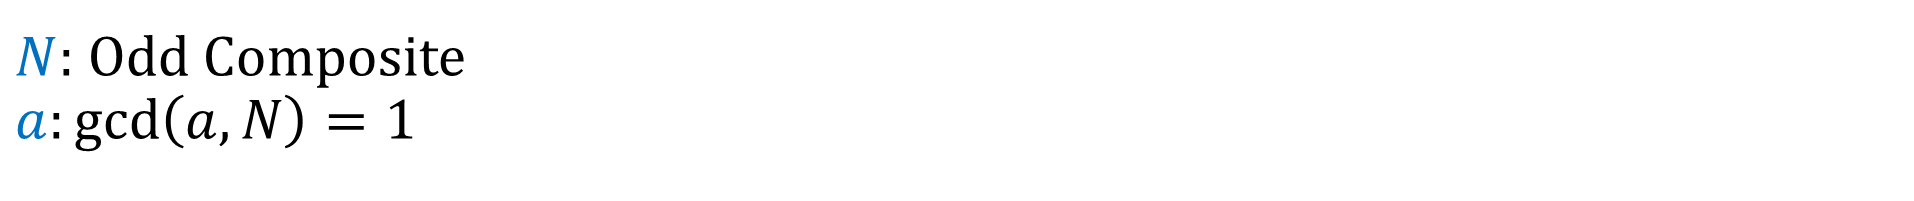 N: Odd Composite
a: gcd(a, N) = 1